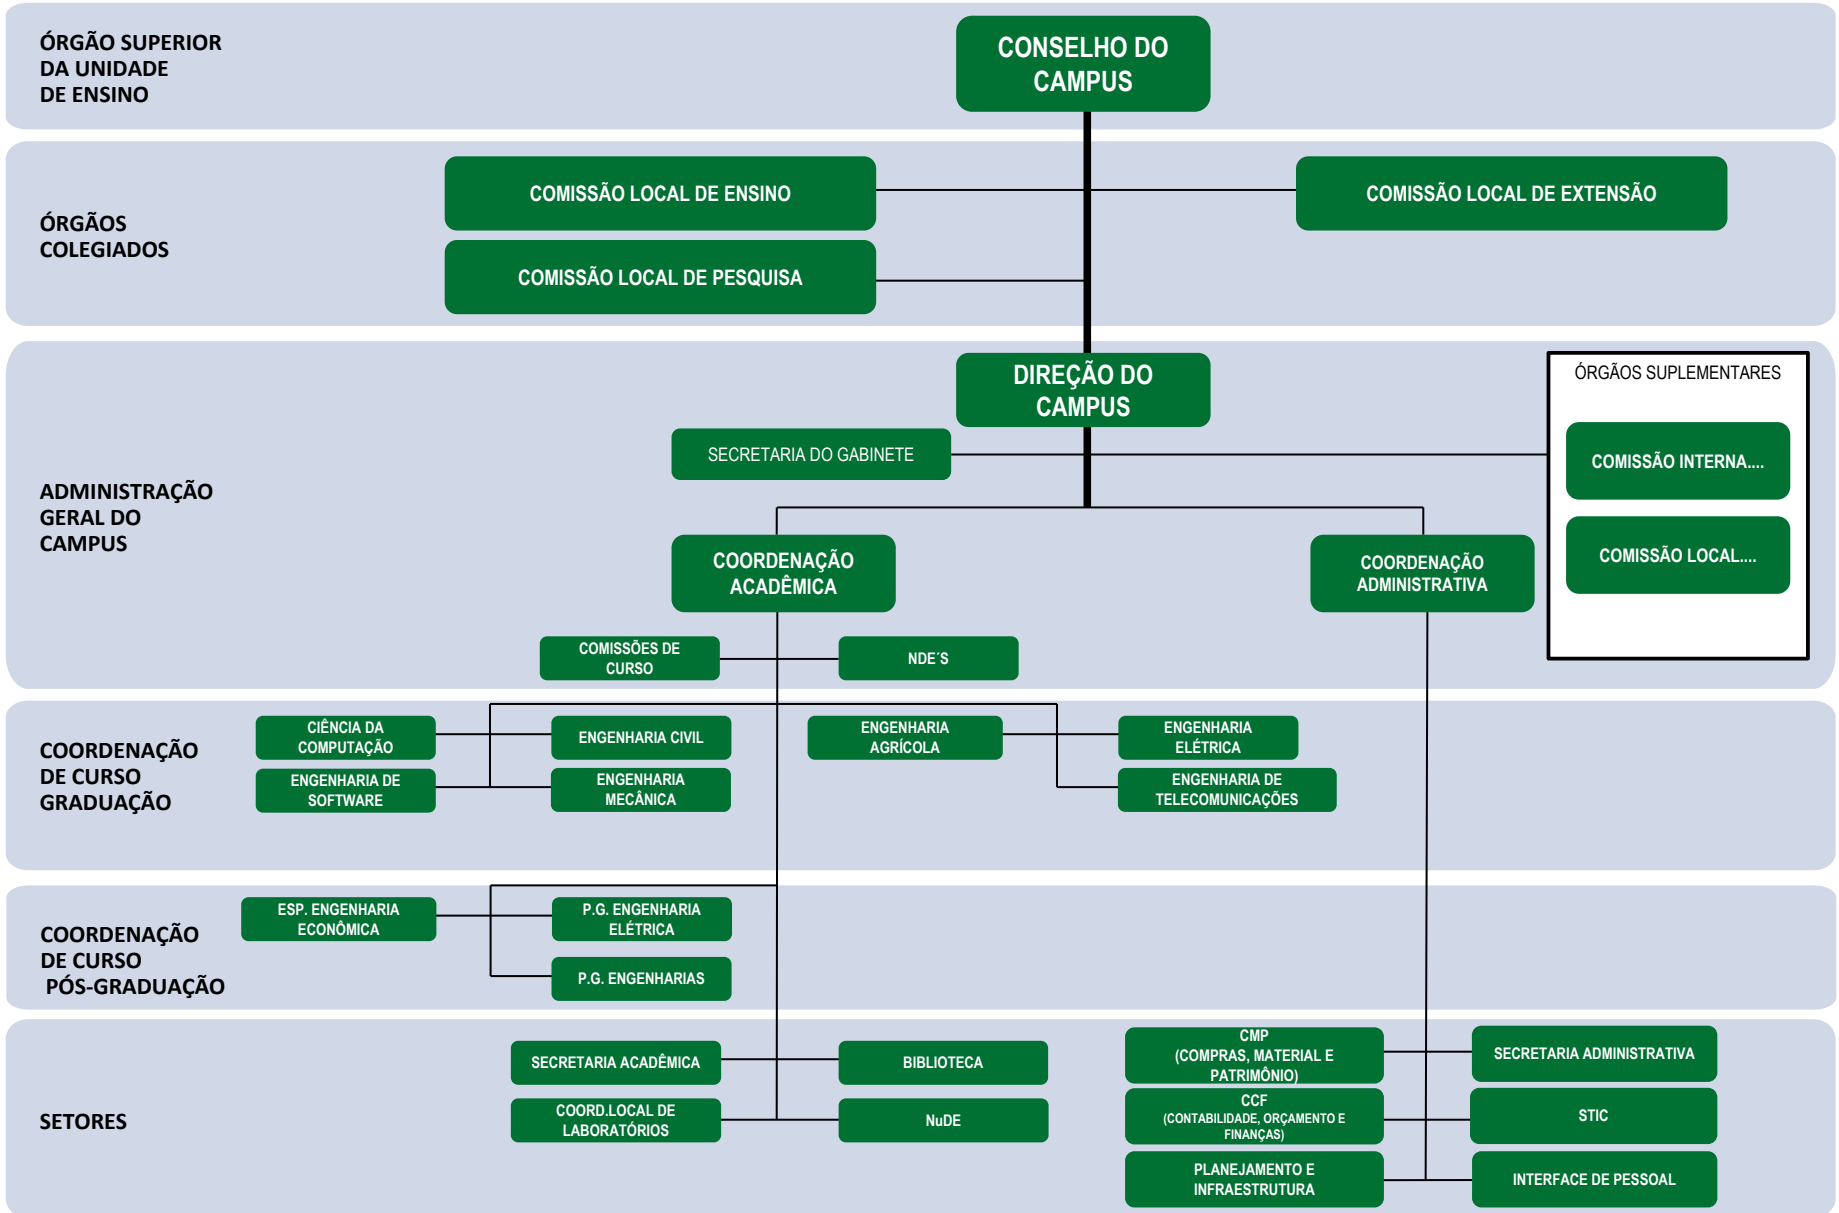 ÓRGÃO SUPERIOR
DA UNIDADE
DE ENSINO
CONSELHO DO
CAMPUS
ÓRGÃOS
COLEGIADOS
COMISSÃO LOCAL DE ENSINO
COMISSÃO LOCAL DE EXTENSÃO
COMISSÃO LOCAL DE PESQUISA
ADMINISTRAÇÃO
GERAL DO
CAMPUS
DIREÇÃO DO
CAMPUS
SECRETARIA DO GABINETE
ÓRGÃOS SUPLEMENTARES
COMISSÃO INTERNA....
COMISSÃO LOCAL....
COORDENAÇÃO
ACADÊMICA
COORDENAÇÃO
ADMINISTRATIVA
COMISSÕES DE
CURSO
NDE´S
COORDENAÇÃO
DE CURSO
GRADUAÇÃO
CIÊNCIA DA
COMPUTAÇÃO
ENGENHARIA CIVIL
ENGENHARIA
AGRÍCOLA
ENGENHARIA
ELÉTRICA
ENGENHARIA DE
SOFTWARE
ENGENHARIA
MECÂNICA
ENGENHARIA DE
TELECOMUNICAÇÕES
COORDENAÇÃO
DE CURSO
PÓS-GRADUAÇÃO
ESP. ENGENHARIA
ECONÔMICA
P.G. ENGENHARIA
ELÉTRICA
P.G. ENGENHARIAS
SETORES
SECRETARIA ACADÊMICA
BIBLIOTECA
COORD.LOCAL DE
LABORATÓRIOS
NuDE
CMP
(COMPRAS, MATERIAL E
PATRIMÔNIO)
SECRETARIA ADMINISTRATIVA
CCF
(CONTABILIDADE, ORÇAMENTO E
FINANÇAS)
STIC
PLANEJAMENTO E
INFRAESTRUTURA
INTERFACE DE PESSOAL